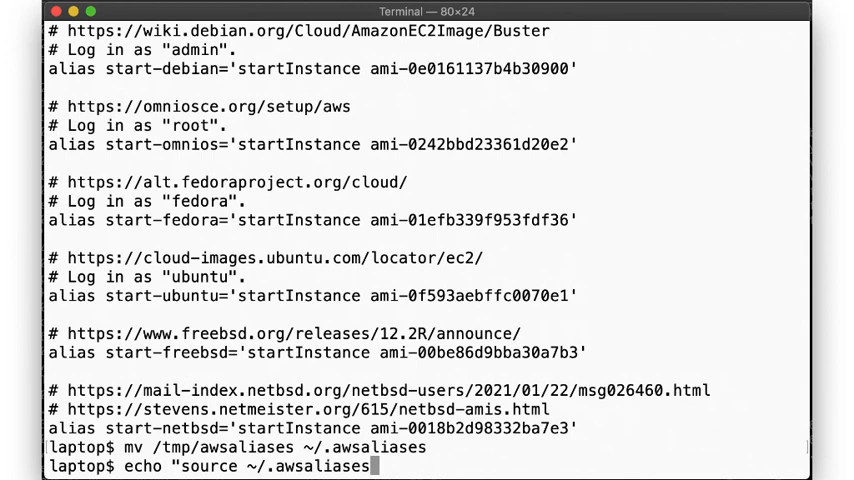 Terminal — 80×24
# https://wiki.debian.org/Cloud/AmazonEC2Image/Buster
# Log in as "admin".
alias start-debian='startInstance ami-0e0161137b4b30900'
# https://omniosce.org/setup/aws
# Log in as "root".
alias start-omnios='startInstance ami-0242bbd23361d20e2'
# https://alt.fedoraproject.org/cloud/
# Log in as "fedora".
alias start-fedora='startInstance ami-01efb339f953fdf36'
# https://cloud-images.ubuntu.com/locator/ec2/
# Log in as "ubuntu".
alias start-ubuntu='startInstance ami-0f593aebffc0070e1'
# https://www.freebsd.org/releases/12.2R/announce/
alias start-freebsd='startInstance ami-00be86d9bba30a7b3'
# https://mail-index.netbsd.org/netbsd-users/2021/01/22/msg026460.html
# https://stevens.netmeister.org/615/netbsd-amis.html
alias start-netbsd='startInstance ami-0018b2d98332ba7e3'
laptop$ mv /tmp/awsaliases ~/.awsaliases
laptop$ echo "source ~/.awsaliases